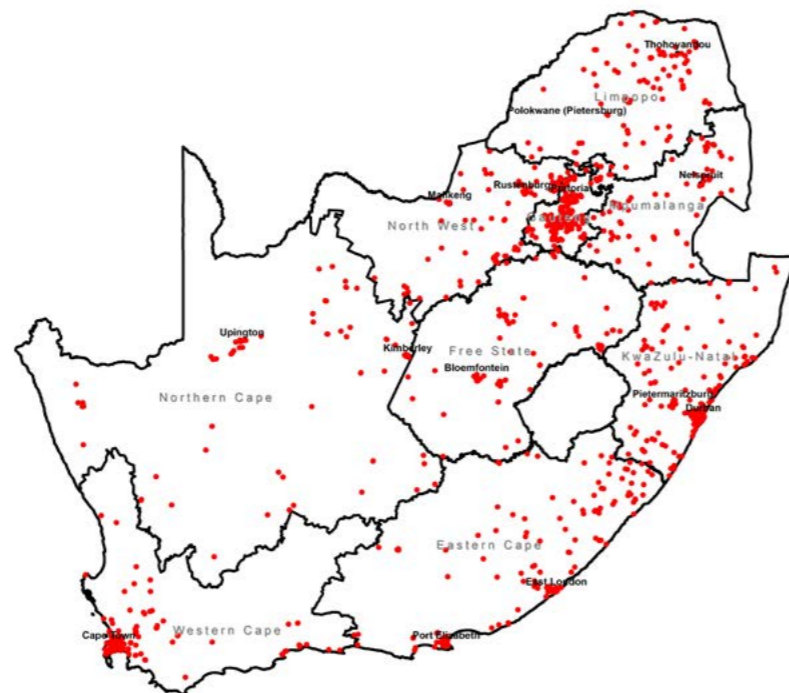 Thohoyandou
Limpopo
Polokwane (Pietersburg)
Nelspruit
Rustenburg
Pretoria
Mafikeng
Mpumalanga
Gauteng
North West
Upington
Kimberley
Free State
KwaZulu-Natal
Bloemfontein
Northern Cape
Pietermaritzburg
Durban
Eastern Cape
East London
Western Cape
Cape Town
Port Elizabeth